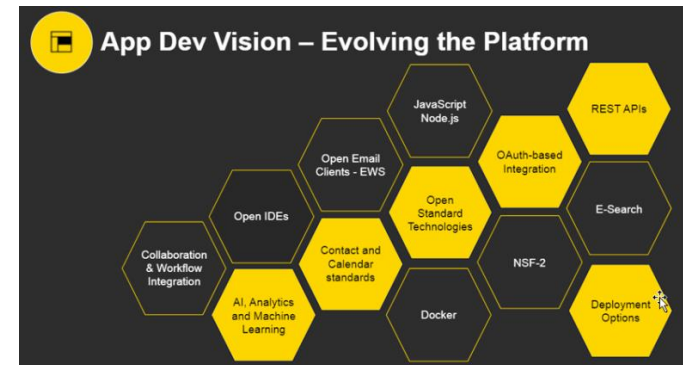 App Dev Vision – Evolving the Platform
JavaScript
Node.js
REST APIs
Open Email
Clients - EWS
OAuth-based
Integration
Open IDEs
Open
Standard
Technologies
E-Search
Collaboration
& Workflow
Integration
Contact and
Calendar
standards
NSF-2
AI, Analytics
and Machine
Learning
Docker
Deployment
Options